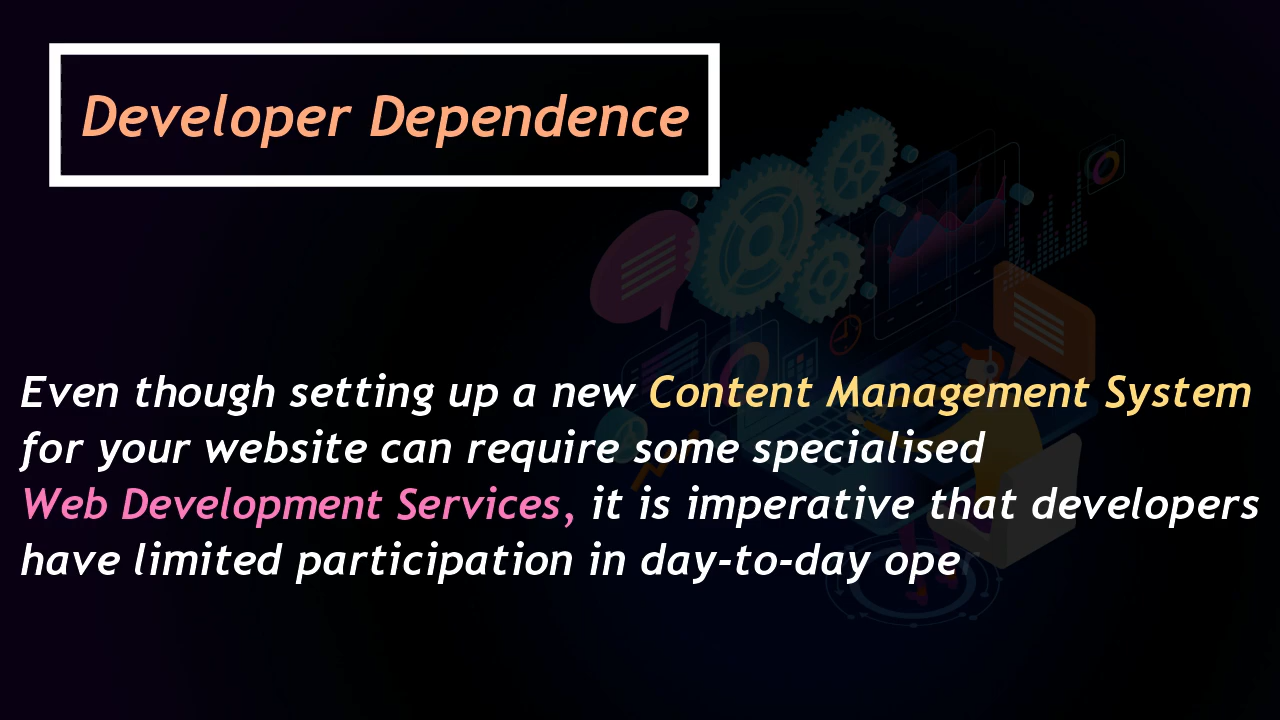 Developer Dependence
Even though setting up a new Content Management System
for your website can require some specialised
Web Development Services, it is imperative that developers
have limited participation in day-to-day ope